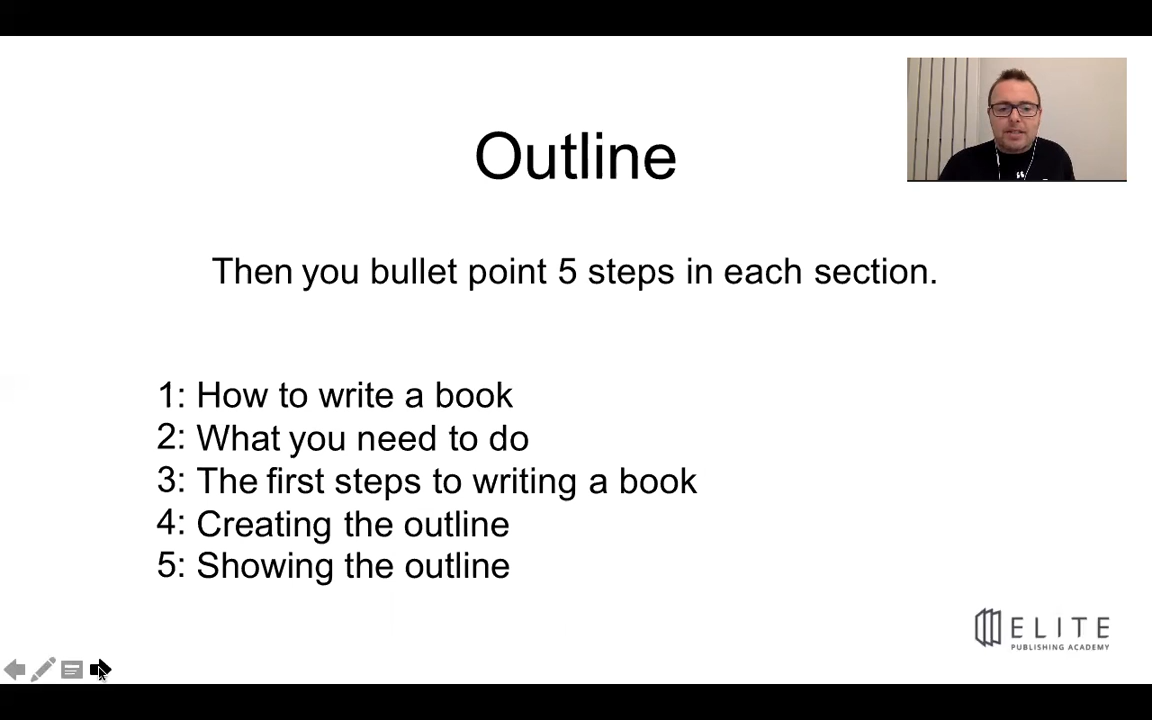 Outline
Then you bullet point 5 steps in each section.
1: How to write a book
2: What you need to do
3: The first steps to writing a book
4: Creating the outline
5: Showing the outline
ELITE
PUBLISHING ACADEMY